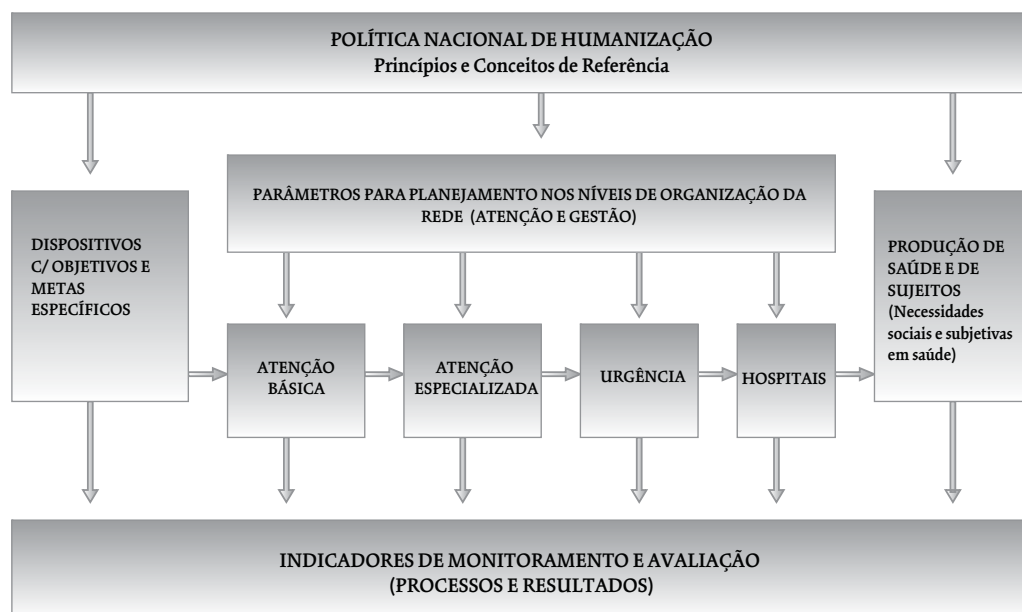 POLÍTICA NACIONAL DE HUMANIZAÇÃO
Princípios e Conceitos de Referência
PARÂMETROS PARA PLANEJAMENTO NOS NÍVEIS DE ORGANIZAÇÃO DA
REDE (ATENÇÃO E GESTÃO)
DISPOSITIVOS
C/ OBJETIVOS E
METAS
ESPECÍFICOS
ATENÇÃO
BÁSICA
ATENÇÃO
ESPECIALIZADA
URGÊNCIA
HOSPITAIS
PRODUÇÃO DE
SAÚDE E DE
SUJEITOS
(Necessidades
sociais e subjetivas
em saúde)
INDICADORES DE MONITORAMENTO E AVALIAÇÃO
(PROCESSOS E RESULTADOS)